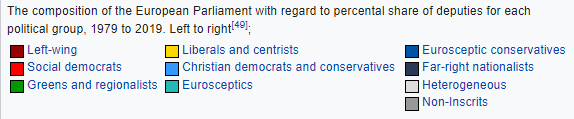 The composition of the European Parliament with regard to percental share of deputies for each
political group, 1979 to 2019. Left to right[49];
Left-wing
Social democrats
Greens and regionalists
Liberals and centrists
Christian democrats and conservatives
Eurosceptics
Eurosceptic conservatives
Far-right nationalists
Heterogeneous
Non-Inscrits